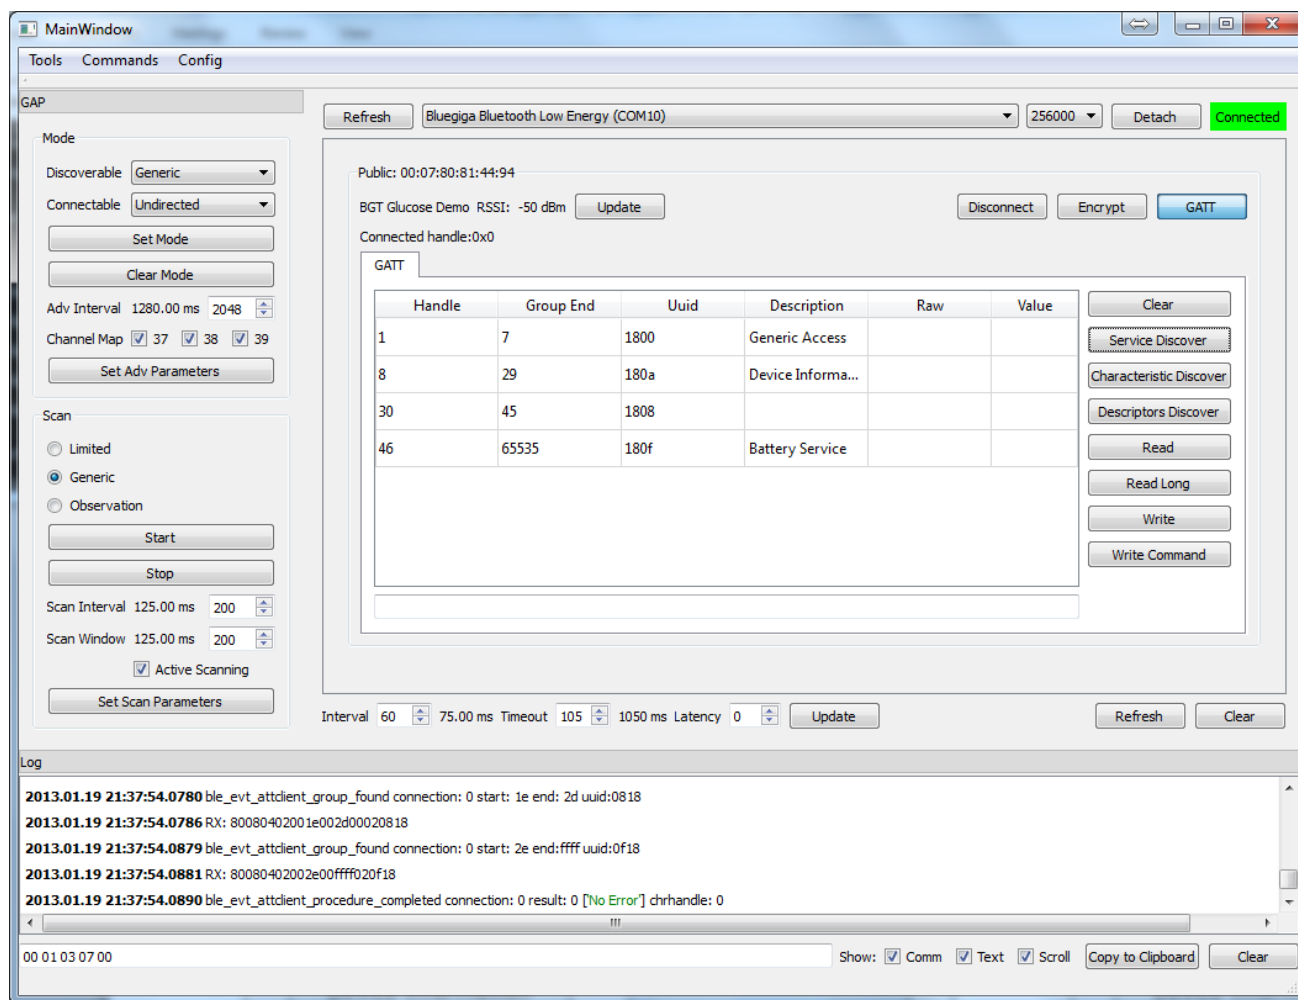 MainWindow
Tools Commands Config
GAP
Mode
Discoverable Generic
Connectable Undirected
Set Mode
Clear Mode
Adv Interval 1280.00 ms 2048
Channel Map 37 38 39
Set Adv Parameters
Scan
Limited
Generic
Observation
Start
Stop
Scan Interval 125.00 ms 200
Scan Window 125.00 ms 200
Active Scanning
Set Scan Parameters
Refresh Bluegiga Bluetooth Low Energy (COM10) 256000 Detach Connected
Public: 00:07:80:81:44:94
BGT Glucose Demo RSSI: -50 dBm Update Disconnect Encrypt GATT
Connected handle:0x0
GATT
Handle Group End Uuid Description Raw Value
1 7 1800 Generic Access
8 29 180a Device Informa...
30 45 1808
46 65535 180f Battery Service
Clear
Service Discover
Characteristic Discover
Descriptors Discover
Read
Read Long
Write
Write Command
Interval 60 75.00 ms Timeout 105 1050 ms Latency 0 Update Refresh Clear
Log
2013.01.19 21:37:54.0780 ble_evt_attclient_group_found connection: 0 start: 1e end: 2d uuid:0818
2013.01.19 21:37:54.0786 RX: 80080402001e002d00020818
2013.01.19 21:37:54.0879 ble_evt_attclient_group_found connection: 0 start: 2e end:ffff uuid:0f18
2013.01.19 21:37:54.0881 RX: 80080402002e00ffff020f18
2013.01.19 21:37:54.0890 ble_evt_attclient_procedure_completed connection: 0 result: 0 ['No Error'] chrhandle: 0
00 01 03 07 00 Show: Comm Text Scroll Copy to Clipboard Clear